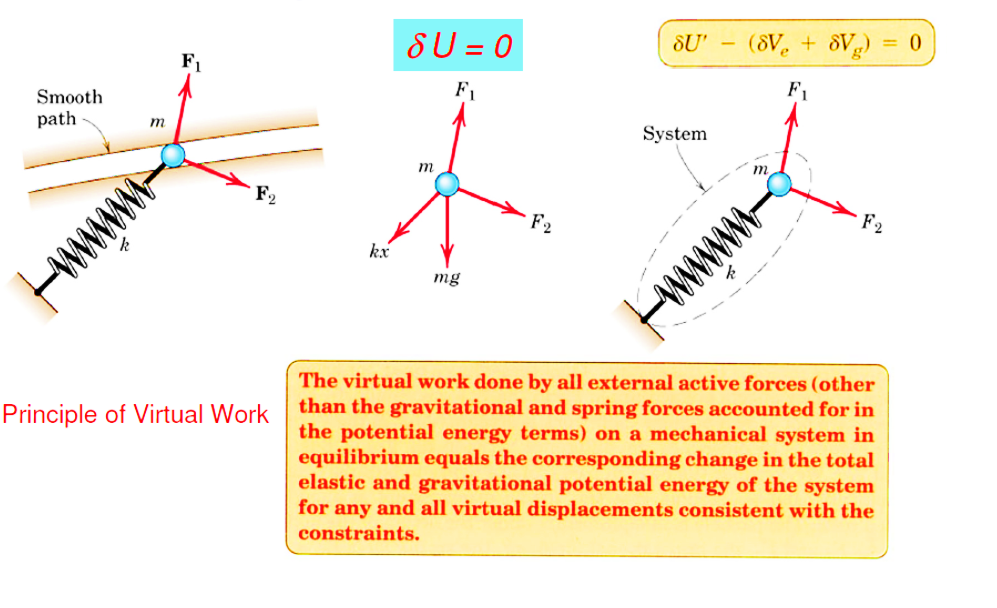 δU = 0
δU′ − (δVₑ + δV_g) = 0
Smooth
path
m
F₁
F₂
k
F₁
m
F₂
kx
mg
System
F₁
m
F₂
k
Principle of Virtual Work
The virtual work done by all external active forces (other
than the gravitational and spring forces accounted for in
the potential energy terms) on a mechanical system in
equilibrium equals the corresponding change in the total
elastic and gravitational potential energy of the system
for any and all virtual displacements consistent with the
constraints.